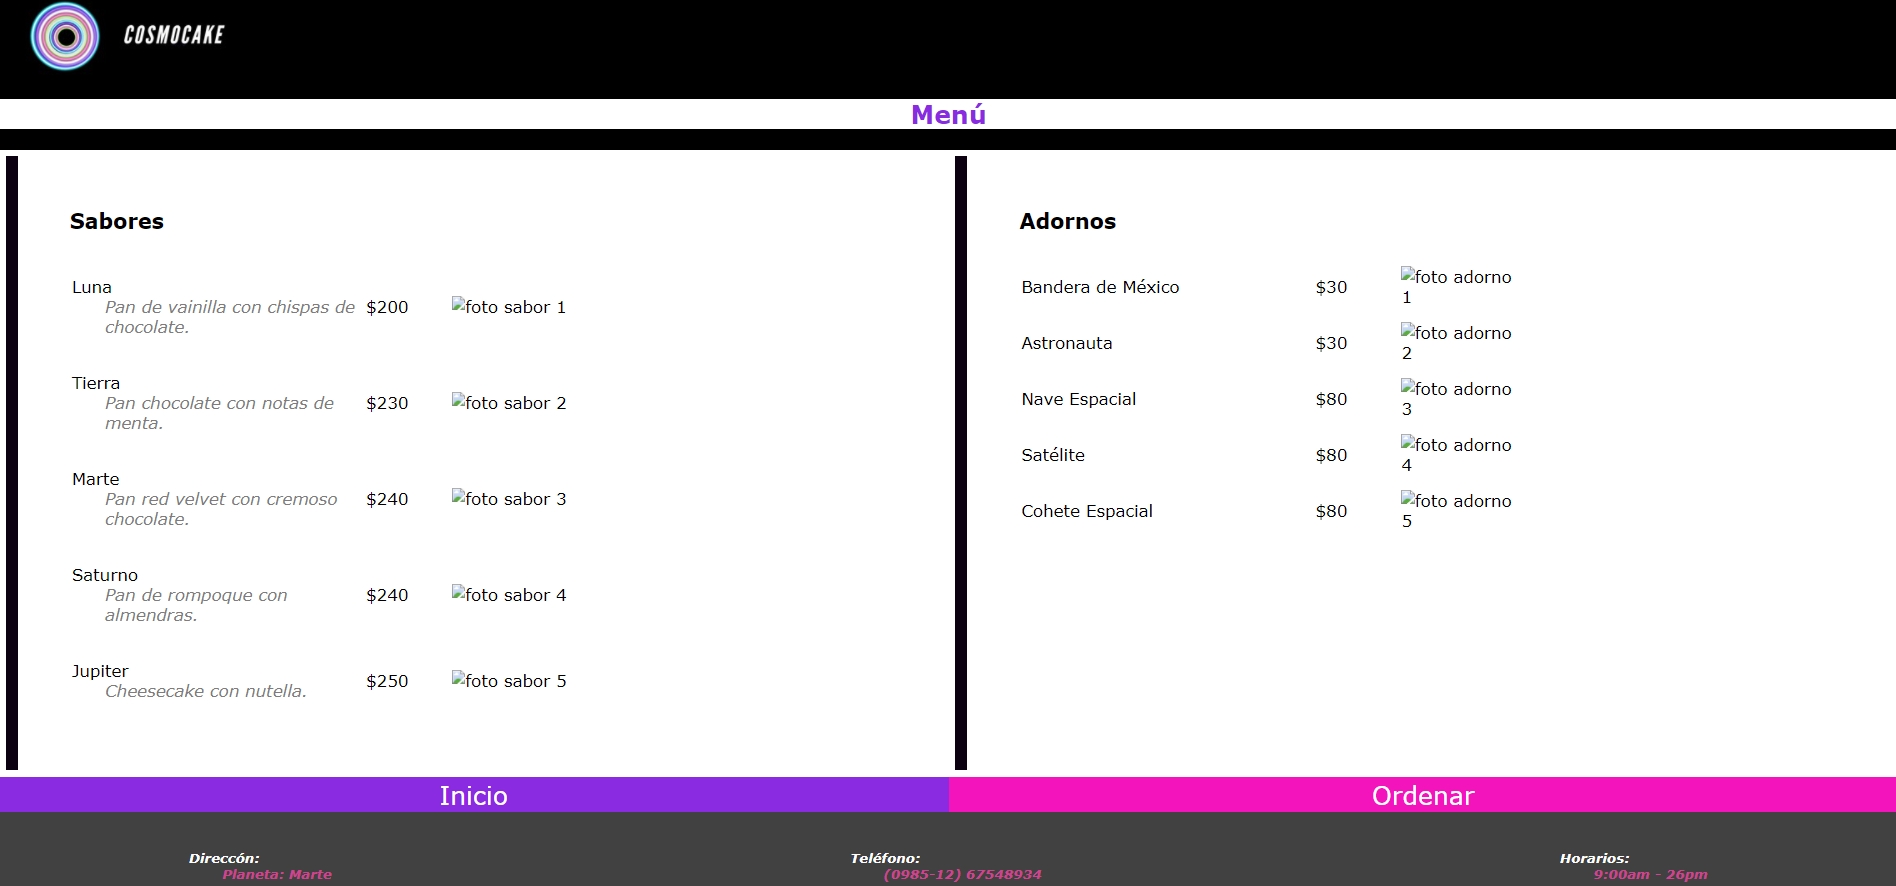 COSMOCAKE
Menú
Sabores
Luna
Pan de vainilla con chispas de
chocolate.
$200
foto sabor 1
Tierra
Pan chocolate con notas de
menta.
$230
foto sabor 2
Marte
Pan red velvet con cremoso
chocolate.
$240
foto sabor 3
Saturno
Pan de rompoque con
almendras.
$240
foto sabor 4
Jupiter
Cheesecake con nutella.
$250
foto sabor 5
Adornos
Bandera de México
$30
foto adorno
1
Astronauta
$30
foto adorno
2
Nave Espacial
$80
foto adorno
3
Satélite
$80
foto adorno
4
Cohete Espacial
$80
foto adorno
5
Inicio
Ordenar
Direccón:
Planeta: Marte
Teléfono:
(0985-12) 67548934
Horarios:
9:00am - 26pm